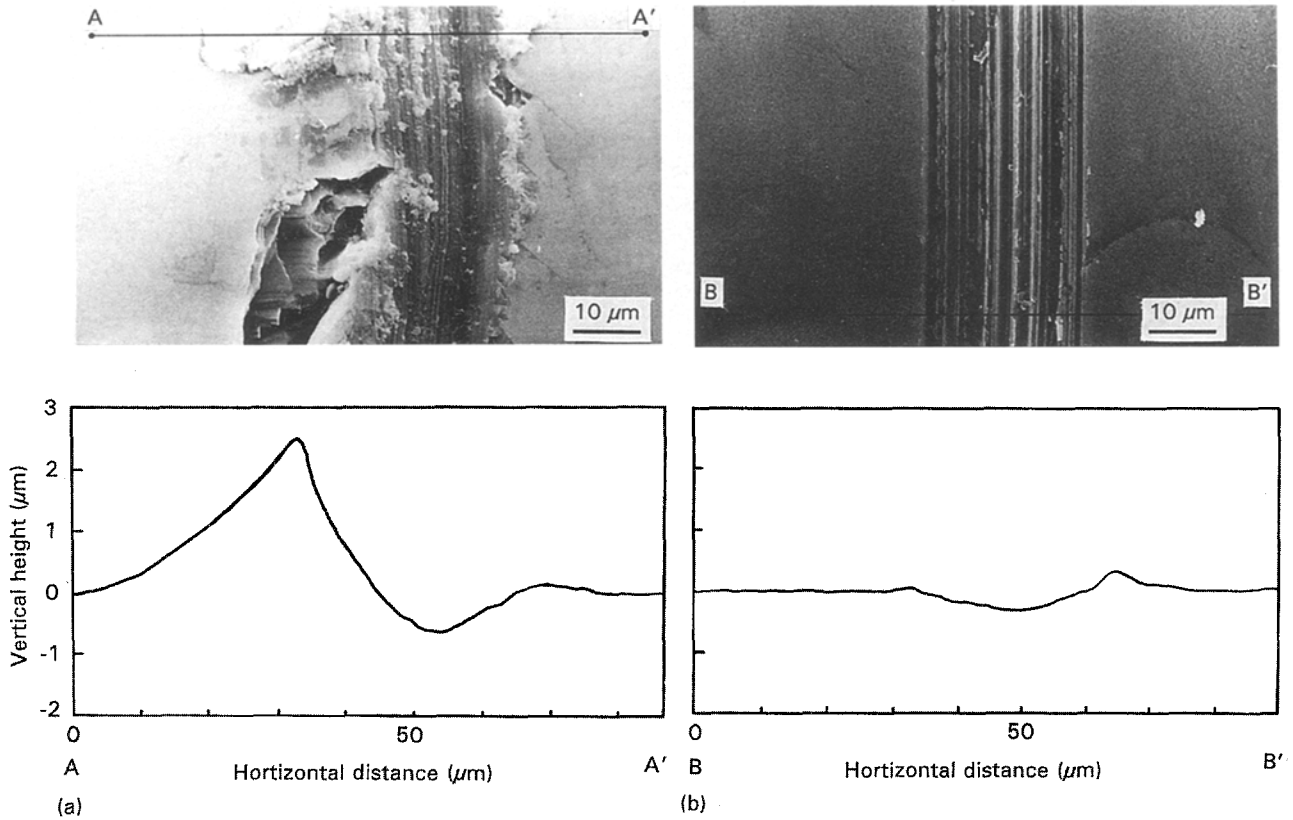 A A′
10 μm
B B′
10 μm
Vertical height (μm)
3
2
1
0
-1
-2
0 50
A Hortizontal distance (μm) A′
(a)
0 50
B Hortizontal distance (μm) B′
(b)